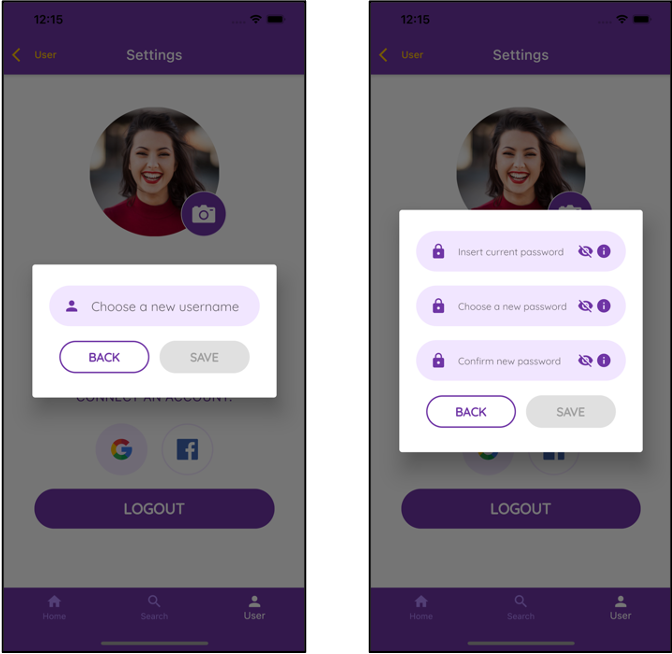 12:15
User
Settings
Choose a new username
BACK
SAVE
CONNECT AN ACCOUNT:
LOGOUT
Home
Search
User
12:15
User
Settings
Insert current password
Choose a new password
Confirm new password
BACK
SAVE
LOGOUT
Home
Search
User